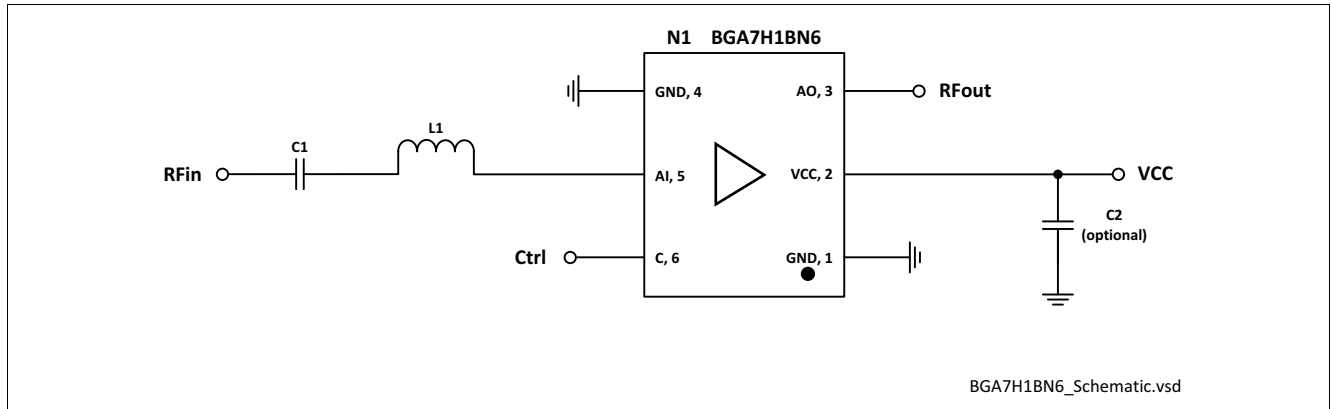 N1 BGA7H1BN6
GND, 4
AO, 3
RFout
C1
L1
RFin
AI, 5
VCC, 2
VCC
C2
(optional)
Ctrl
C, 6
GND, 1
BGA7H1BN6_Schematic.vsd